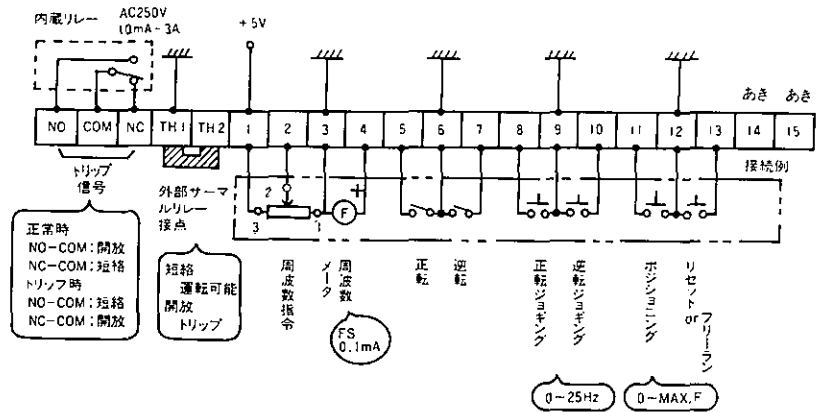 内蔵リレー
AC250V
10mA-3A
+5V
あき あき
NO COM NC TH1 TH2 1 2 3 4 5 6 7 8 9 10 11 12 13 14 15
トリップ
信号
接続例
外部サーマ
ルリレー
接点
2
3
1
F
+
正常時
NO-COM:開放
NC-COM:短絡
トリップ時
NO-COM:短絡
NC-COM:開放
短絡
運転可能
開放
トリップ
周波数指令
周波数
メータ
FS
0.1mA
正転
逆転
正転ジョギング
逆転ジョギング
0~25Hz
ポジショニング
リセット
or
フリーラン
0~MAX.F